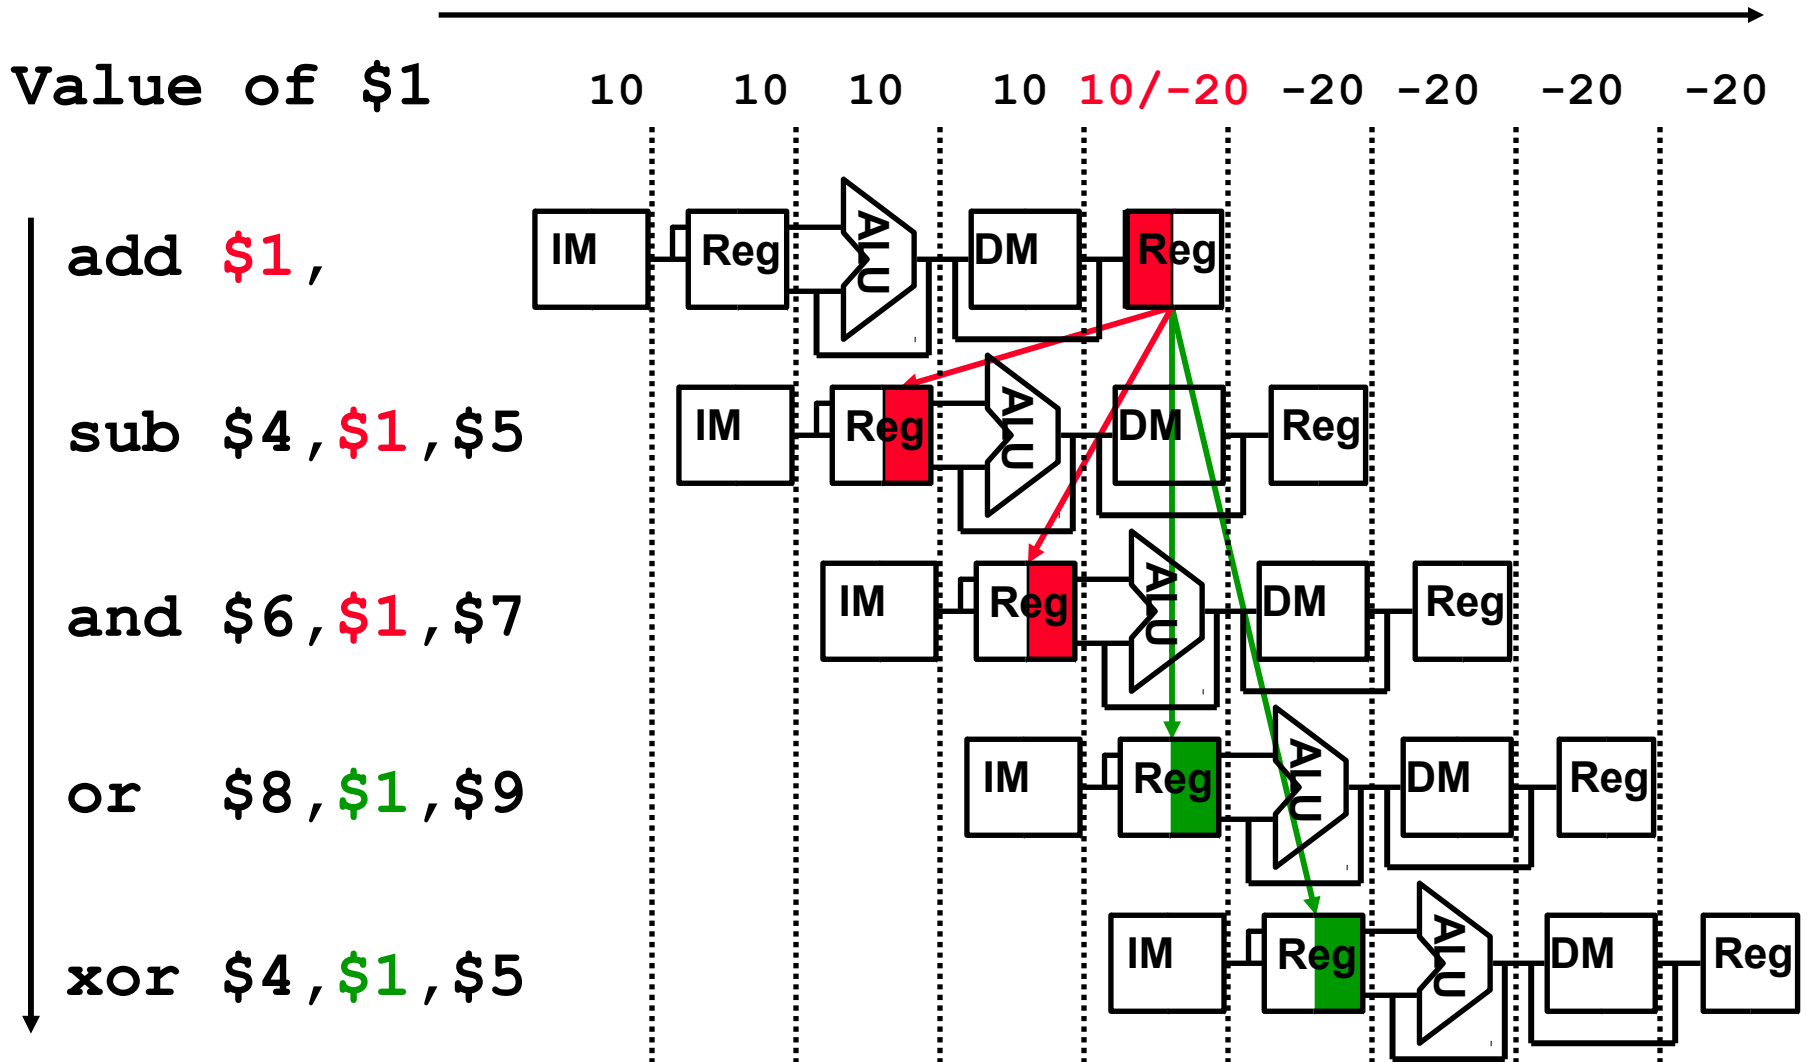 Value of $1 10 10 10 10 10/-20 -20 -20 -20 -20
add $1, IM Reg ALU DM Reg
sub $4,$1,$5 IM Reg ALU DM Reg
and $6,$1,$7 IM Reg ALU DM Reg
or $8,$1,$9 IM Reg ALU DM Reg
xor $4,$1,$5 IM Reg ALU DM Reg